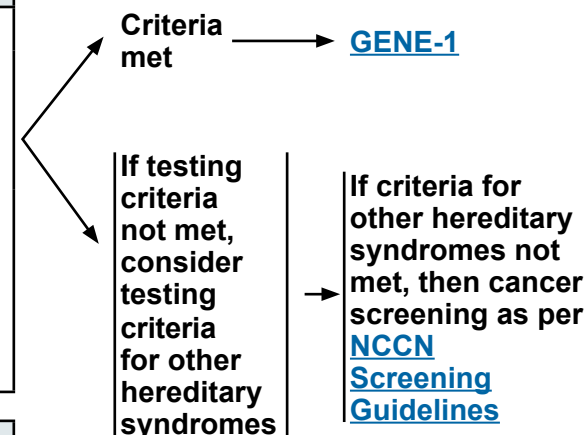 Criteria
met
GENE-1
If testing
criteria
not met,
consider
testing
criteria
for other
hereditary
syndromes
If criteria for
other hereditary
syndromes not
met, then cancer
screening as per
NCCN
Screening
Guidelines